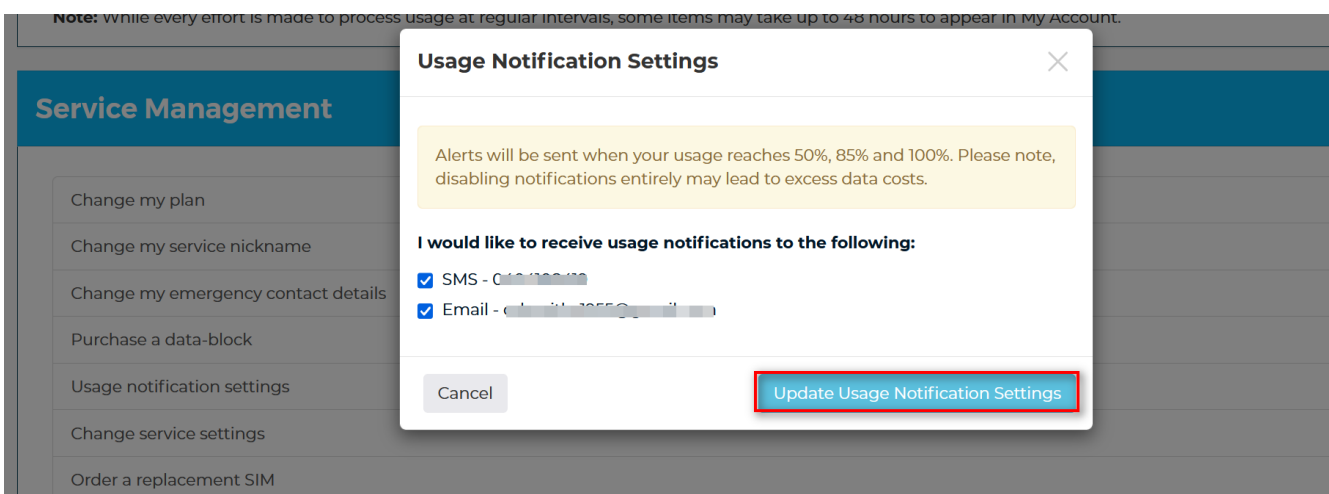 Note: While every effort is made to process usage at regular intervals, some items may take up to 48 hours to appear in My Account.
Usage Notification Settings
Service Management
Alerts will be sent when your usage reaches 50%, 85% and 100%. Please note,
disabling notifications entirely may lead to excess data costs.
Change my plan
Change my service nickname
I would like to receive usage notifications to the following:
SMS -
Change my emergency contact details
Email -
Purchase a data-block
Usage notification settings
Cancel
Update Usage Notification Settings
Change service settings
Order a replacement SIM